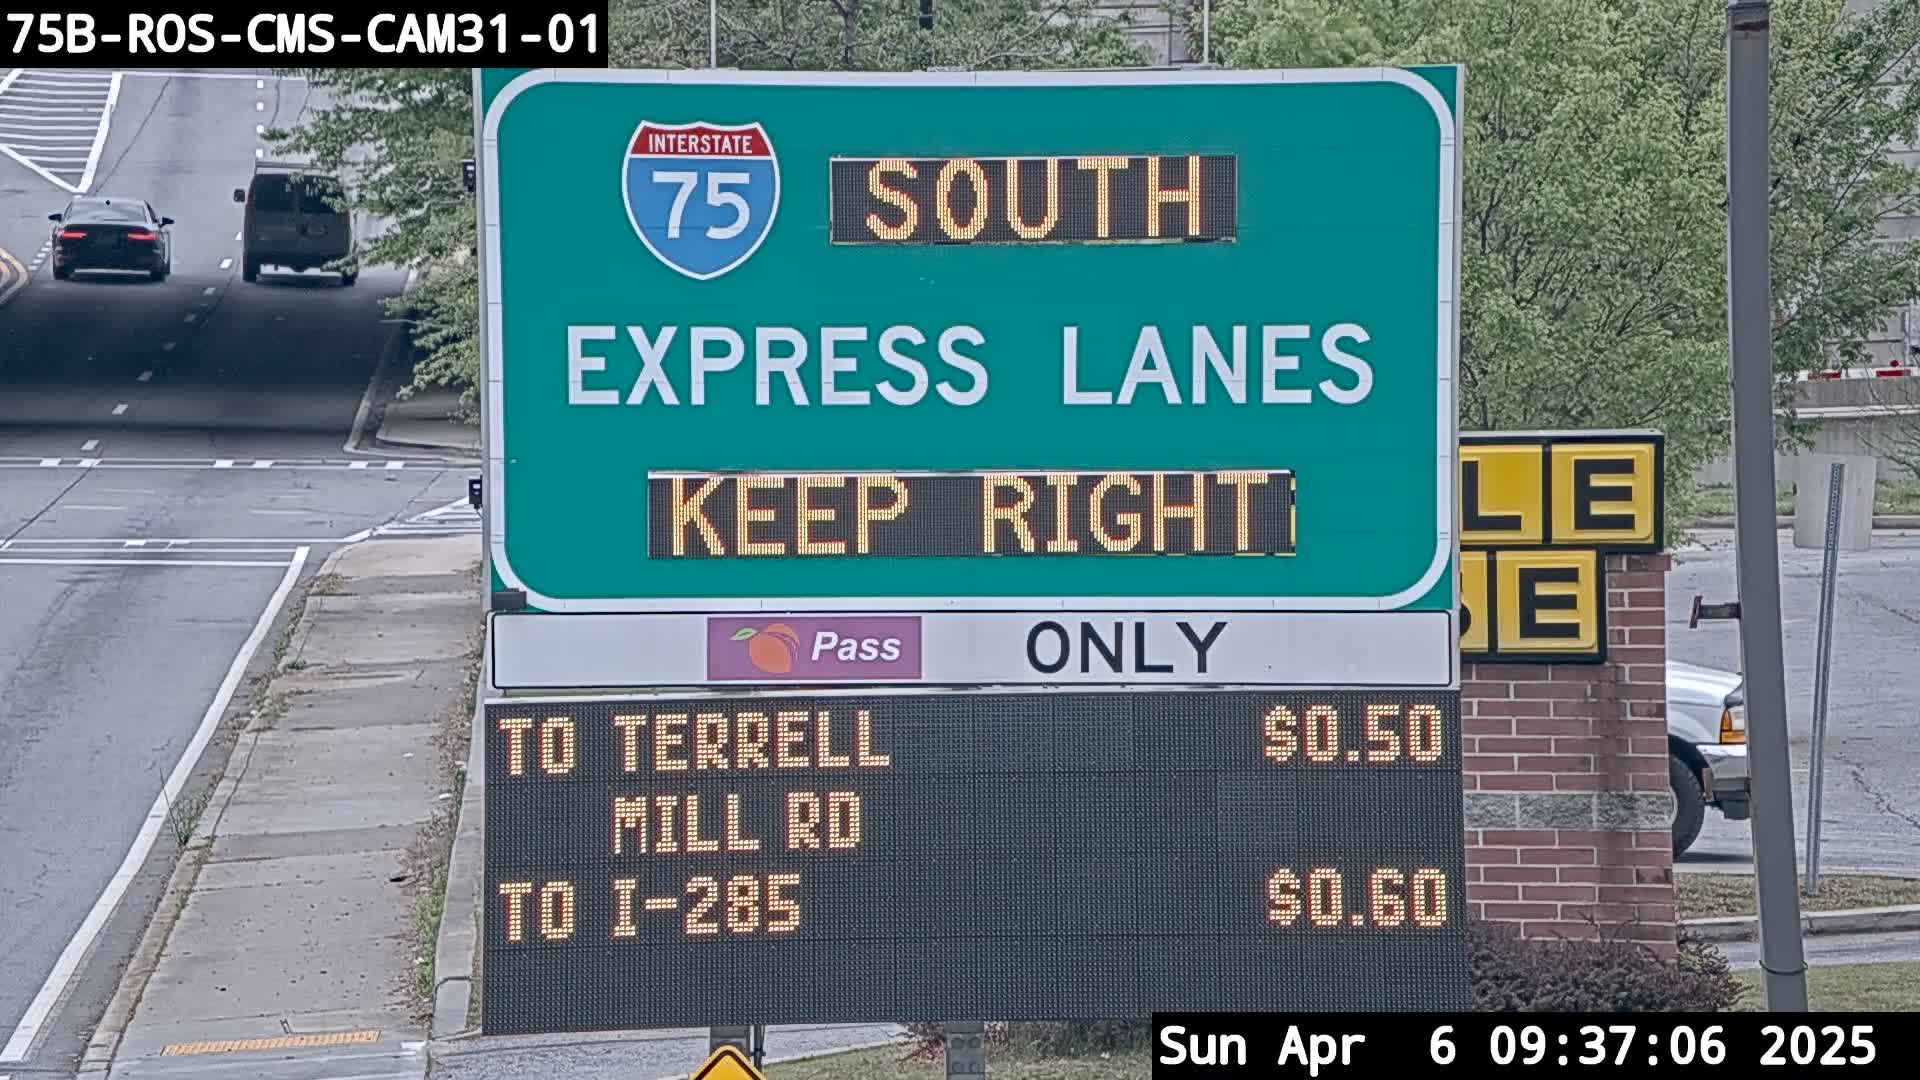 75B-ROS-CMS-CAM31-01
INTERSTATE
75
SOUTH
EXPRESS LANES
KEEP RIGHT
Pass ONLY
TO TERRELL $0.50
MILL RD
TO I-285 $0.60
LE
E
Sun Apr 6 09:37:06 2025